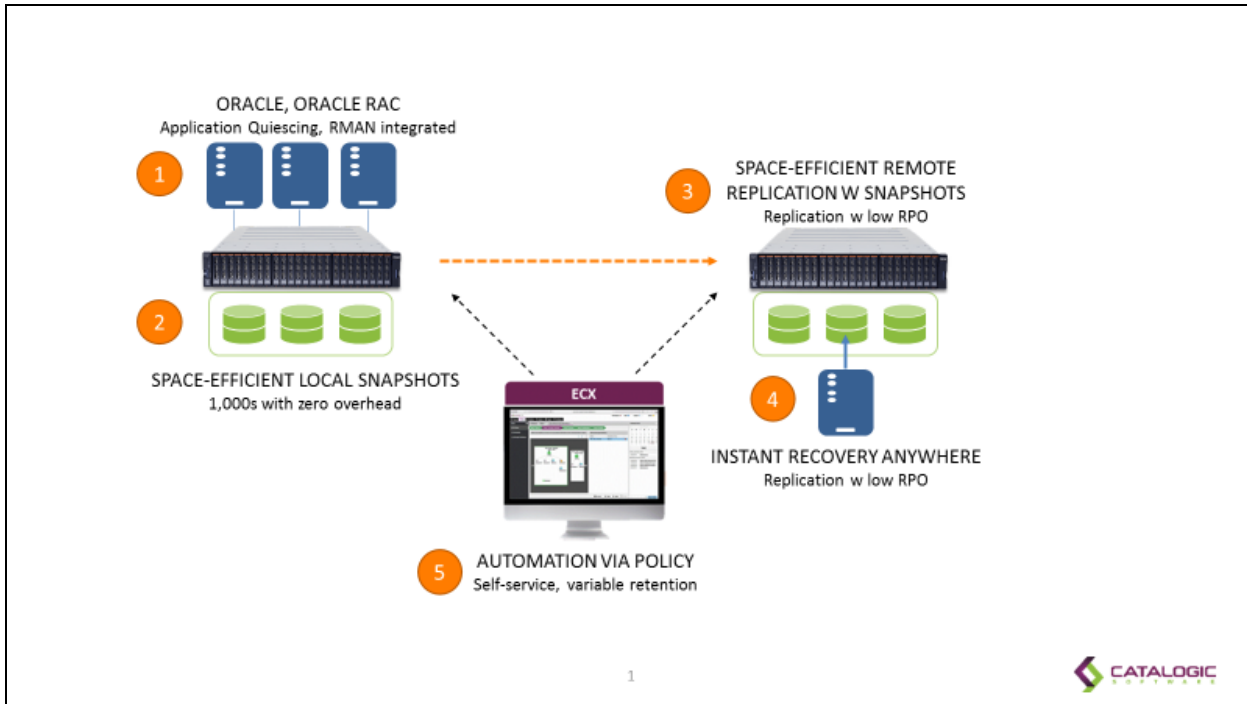 ORACLE, ORACLE RAC
Application Quiescing, RMAN integrated
1
2
SPACE-EFFICIENT LOCAL SNAPSHOTS
1,000s with zero overhead
3
SPACE-EFFICIENT REMOTE
REPLICATION W SNAPSHOTS
Replication w low RPO
4
INSTANT RECOVERY ANYWHERE
Replication w low RPO
ECX
5
AUTOMATION VIA POLICY
Self-service, variable retention
1
CATALOGIC
SOFTWARE